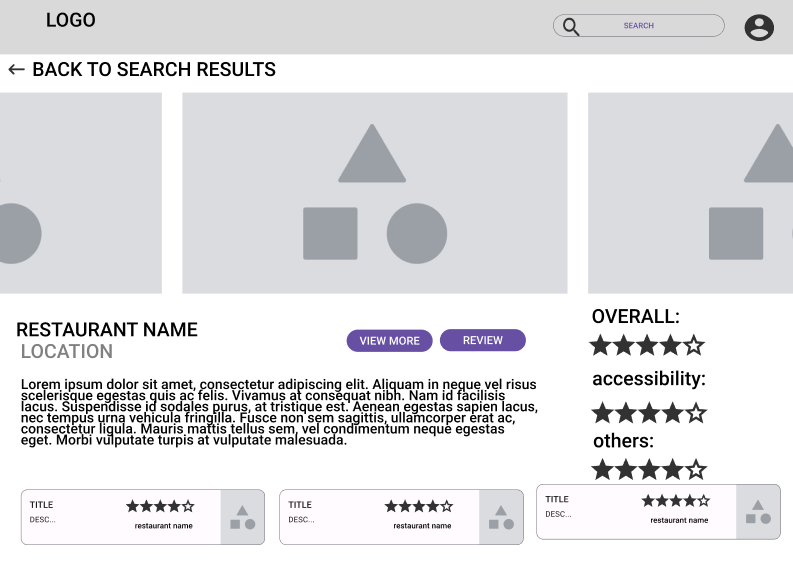 LOGO
SEARCH
BACK TO SEARCH RESULTS
RESTAURANT NAME
LOCATION
VIEW MORE
REVIEW
Lorem ipsum dolor sit amet, consectetur adipiscing elit. Aliquam in neque vel risus
scelerisque egestas quis ac felis. Vivamus at consequat nibh. Nam id facilisis
lacus. Suspendisse id sodales purus, at tristique est. Aenean egestas sapien lacus,
nec tempus urna vehicula fringilla. Fusce non sem sagittis, ullamcorper erat ac,
consectetur ligula. Mauris mattis tellus sem, vel condimentum neque egestas
eget. Morbi vulputate turpis at vulputate malesuada.
OVERALL:
accessibility:
others:
TITLE
DESC...
restaurant name
TITLE
DESC...
restaurant name
TITLE
DESC...
restaurant name